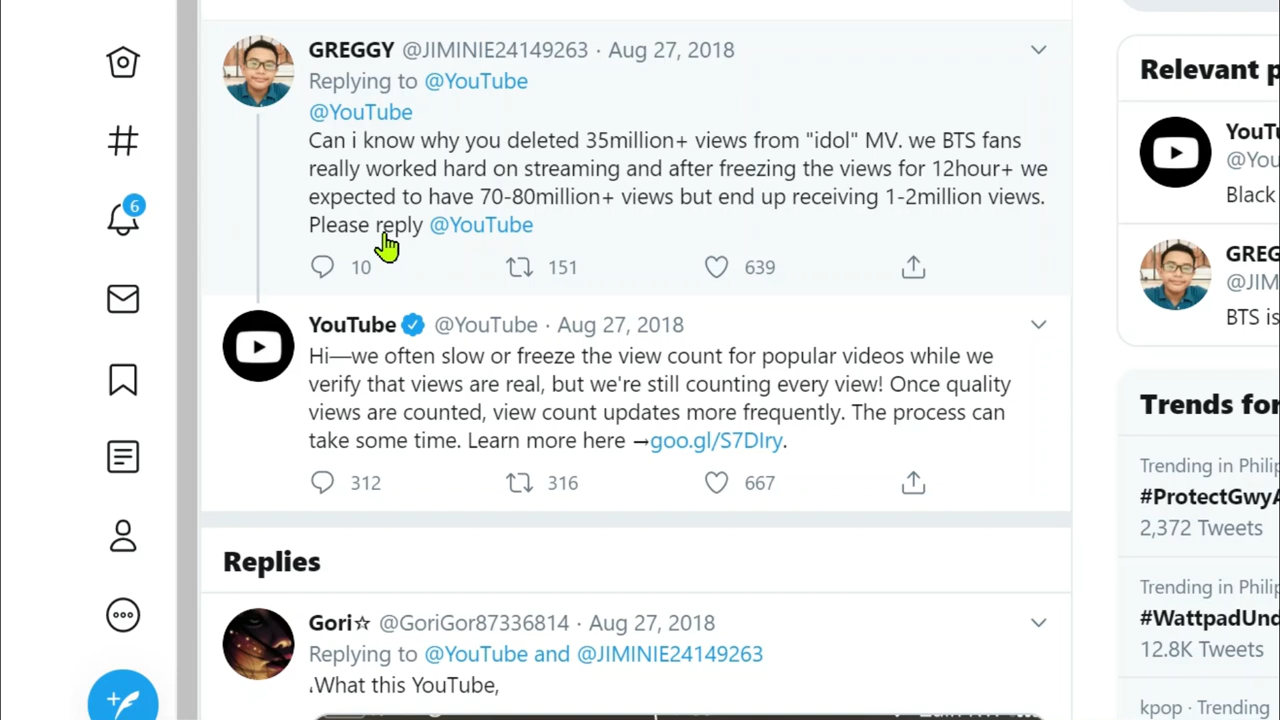 GREGGY @JIMINIE24149263 · Aug 27, 2018
Replying to @YouTube
@YouTube
Can i know why you deleted 35million+ views from "idol" MV. we BTS fans
really worked hard on streaming and after freezing the views for 12hour+ we
expected to have 70-80million+ views but end up receiving 1-2million views.
Please reply @YouTube
10 151 639
YouTube @YouTube · Aug 27, 2018
Hi—we often slow or freeze the view count for popular videos while we
verify that views are real, but we're still counting every view! Once quality
views are counted, view count updates more frequently. The process can
take some time. Learn more here →goo.gl/S7DIry.
312 316 667
Replies
Gori☆ @GoriGor87336814 · Aug 27, 2018
Replying to @YouTube and @JIMINIE24149263
What this YouTube,
6
Relevant p
YouTu
@You
Black
GREG
@JIM
BTS is
Trends for
Trending in Philip
#ProtectGwyA
2,372 Tweets
Trending in Philip
#WattpadUnd
12.8K Tweets
kpop · Trending